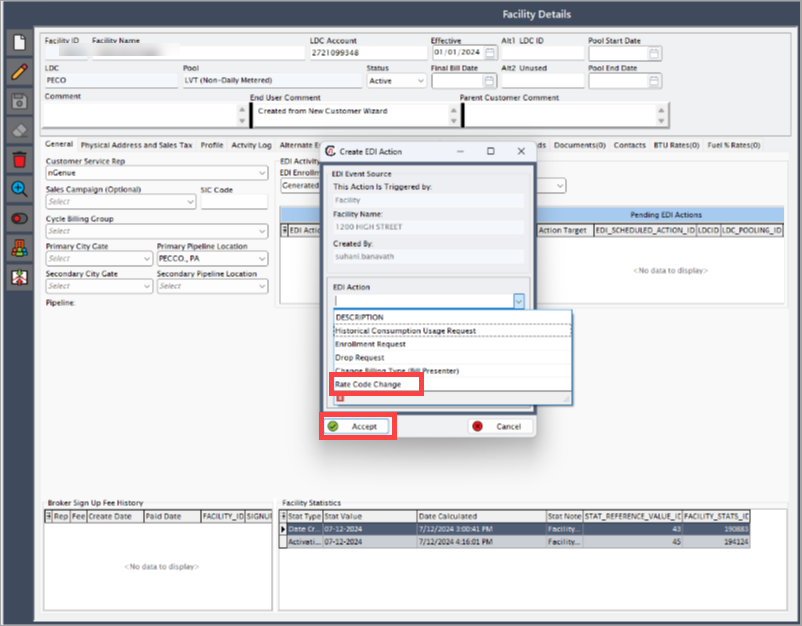 Facility Details
Facility ID Facility Name LDC Account Effective Alt1 LDC ID Pool Start Date
2721099348 01/01/2024
LDC Pool Status Final Bill Date Alt2 Unused Pool End Date
PECO LVT (Non-Daily Metered) Active
Comment End User Comment Parent Customer Comment
Created from New Customer Wizard
General Physical Address and Sales Tax Profile Activity Log Alternate Documents(0) Contacts BTU Rates(0) Fuel % Rates(0)
Customer Service Rep
nGenue
Sales Campaign (Optional) SIC Code
Select
Cycle Billing Group
Select
Primary City Gate Primary Pipeline Location
Select PECCO., PA
Secondary City Gate Secondary Pipeline Location
Select Select
Pipeline:
EDI Activity
EDI Enrollm
Generated
EDI Actio
Pending EDI Actions
Action Target EDI_SCHEDULED_ACTION_ID LDCID LDC_POOLING_ID
<No data to display>
Create EDI Action
EDI Event Source
This Action Is Triggered by:
Facility
Facility Name:
1200 HIGH STREET
Created By:
suhani.banavath
EDI Action
DESCRIPTION
Historical Consumption Usage Request
Enrollment Request
Drop Request
Change Billing Type (Bill Presenter)
Rate Code Change
Accept Cancel
Broker Sign Up Fee History
Rep Fee Create Date Paid Date FACILITY_ID SIGNUP
<No data to display>
Facility Statistics
Stat Type Stat Value Date Calculated Stat Note STAT_REFERENCE_VALUE_ID FACILITY_STATS_ID
Date Cr... 07-12-2024 7/12/2024 3:00:41 PM Facility... 43 190883
Activati... 07-12-2024 7/12/2024 4:16:01 PM Facility... 45 194124